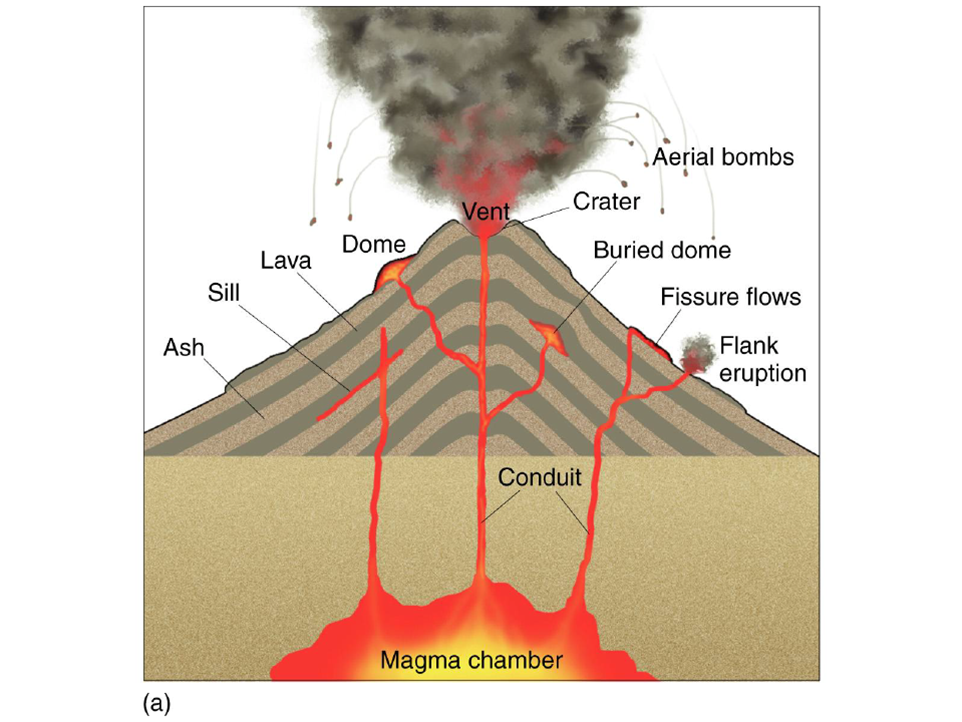 Aerial bombs
Vent
Crater
Dome
Buried dome
Lava
Sill
Fissure flows
Ash
Flank
eruption
Conduit
Magma chamber
(a)